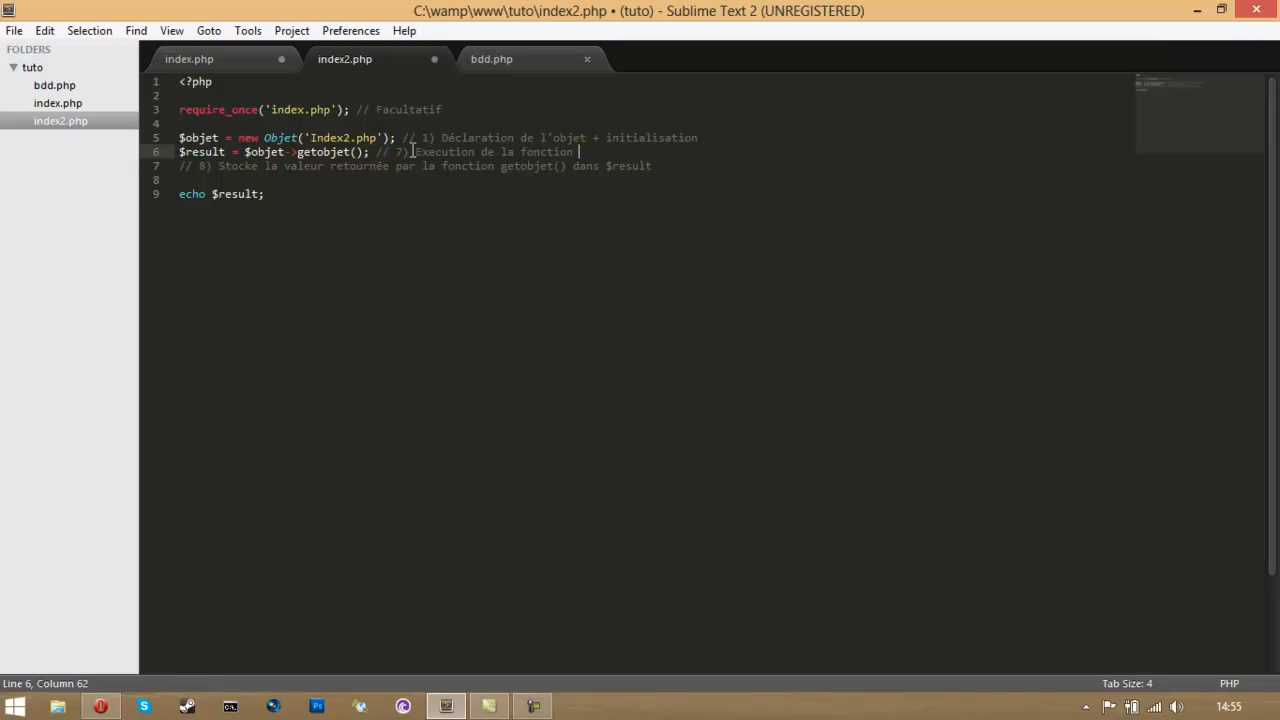 C:\wamp\www\tuto\index2.php • (tuto) - Sublime Text 2 (UNREGISTERED)
File Edit Selection Find View Goto Tools Project Preferences Help
FOLDERS
tuto
bdd.php
index.php
index2.php
index.php index2.php bdd.php
1 <?php
2
3 require_once('index.php'); // Facultatif
4
5 $objet = new Objet('Index2.php'); // 1) Déclaration de l'objet + initialisation
6 $result = $objet->getobjet(); // 7) Execution de la fonction
7 // 8) Stocke la valeur retournée par la fonction getobjet() dans $result
8
9 echo $result;
Line 6, Column 62 Tab Size: 4 PHP
14:55